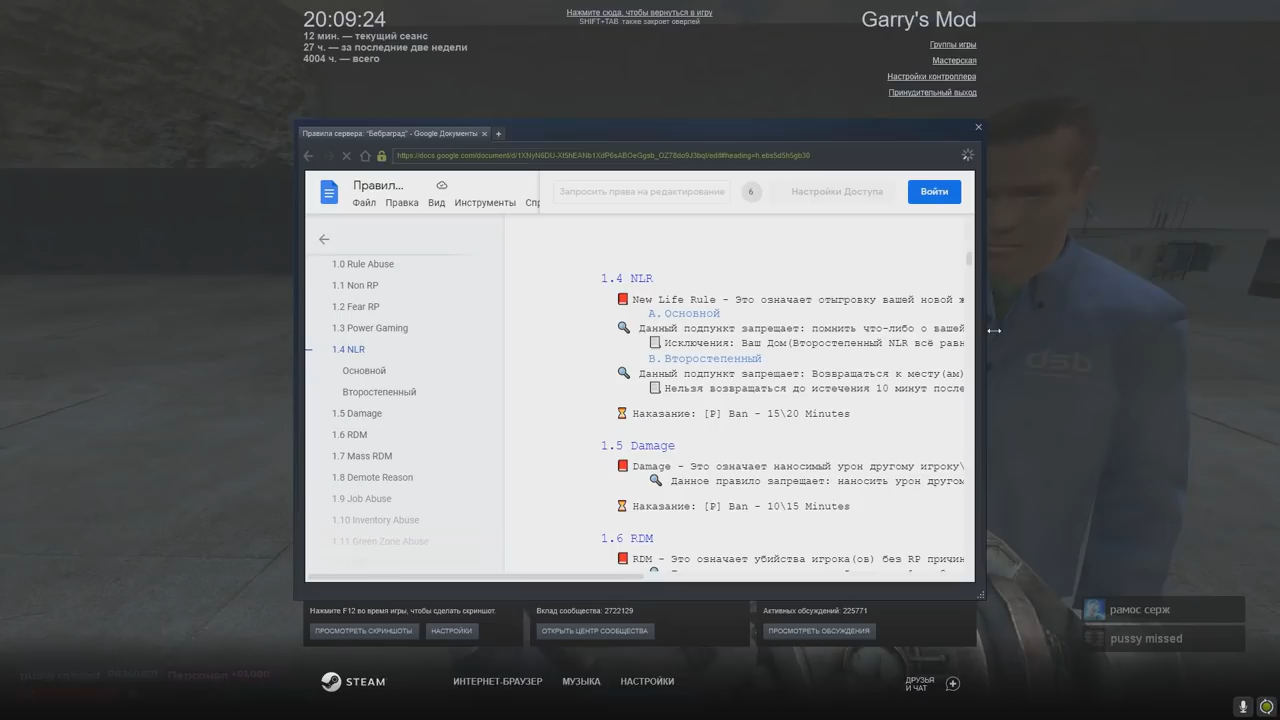 20:09:24
12 мин. — текущий сеанс
27 ч. — за последние две недели
4004 ч. — всего
Нажмите сюда, чтобы вернуться в игру
SHIFT+TAB также закроет оверлей
Garry's Mod
Группы игры
Мастерская
Настройки контроллера
Принудительный выход
Правила сервера: "Бебраград" - Google Документы
Правил...
Файл Правка Вид Инструменты Спр
Запросить права на редактирование
6
Настройки Доступа
Войти
1.0 Rule Abuse
1.1 Non RP
1.2 Fear RP
1.3 Power Gaming
1.4 NLR
Основной
Второстепенный
1.5 Damage
1.6 RDM
1.7 Mass RDM
1.8 Demote Reason
1.9 Job Abuse
1.10 Inventory Abuse
1.11 Green Zone Abuse
1.4 NLR
New Life Rule - Это означает отыгровку вашей новой ж
A. Основной
Данный подпункт запрещает: помнить что-либо о вашей
Исключения: Ваш Дом(Второстепенный NLR всё равн
B. Второстепенный
Данный подпункт запрещает: Возвращаться к месту(ам)
Нельзя возвращаться до истечения 10 минут после
Наказание: [P] Ban - 15\20 Minutes
1.5 Damage
Damage - Это означает наносимый урон другому игроку\
Данное правило запрещает: наносить урон другом
Наказание: [P] Ban - 10\15 Minutes
1.6 RDM
RDM - Это означает убийства игрока(ов) без RP причин
dsb
Нажмите F12 во время игры, чтобы сделать скриншот.
ПРОСМОТРЕТЬ СКРИНШОТЫ
НАСТРОЙКИ
Вклад сообщества: 2722129
ОТКРЫТЬ ЦЕНТР СООБЩЕСТВА
Активных обсуждений: 225771
ПРОСМОТРЕТЬ ОБСУЖДЕНИЯ
рамос серж
pussy missed
STEAM
ИНТЕРНЕТ-БРАУЗЕР
МУЗЫКА
НАСТРОЙКИ
ДРУЗЬЯ
И ЧАТ